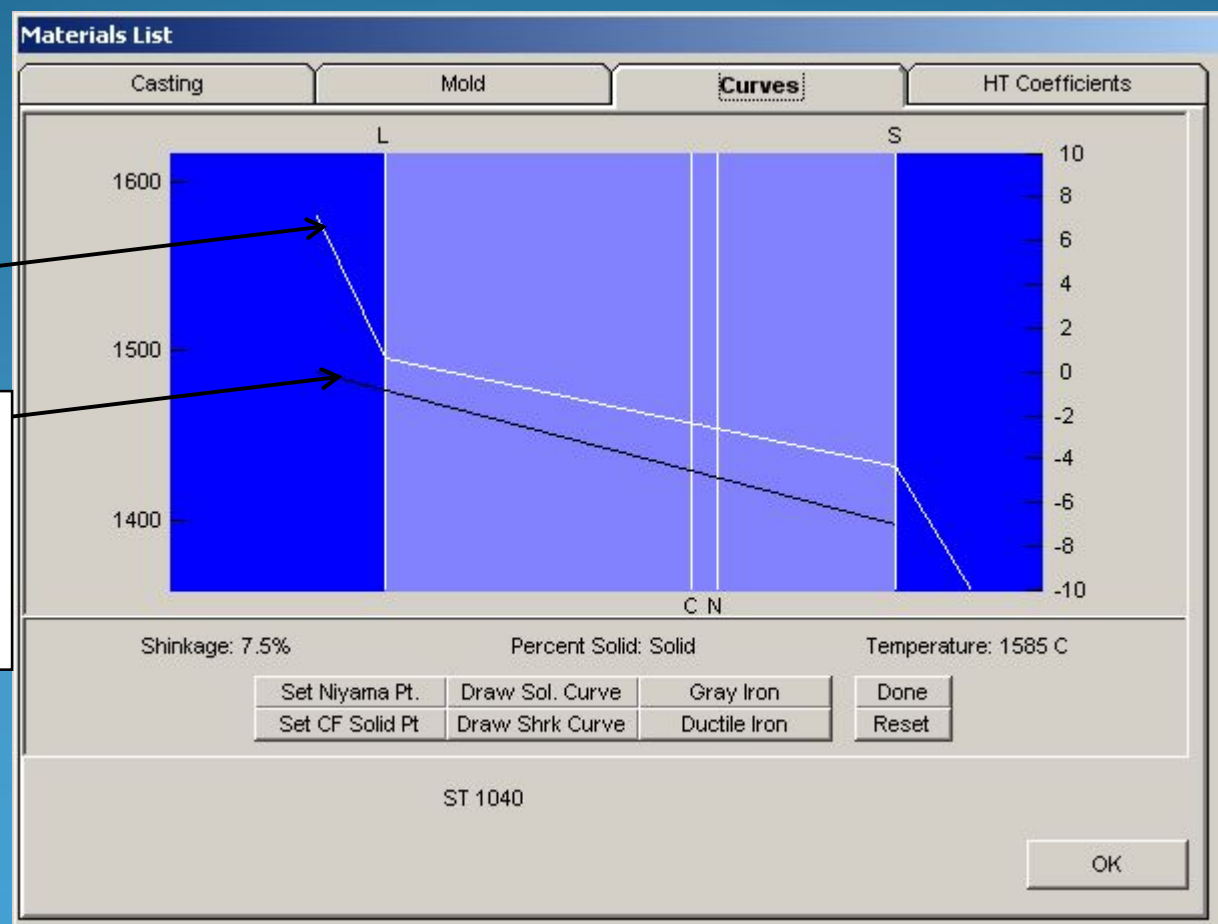 Materials List
Casting Mold Curves HT Coefficients
L S
1600
1500
1400
10
8
6
4
2
0
-2
-4
-6
-8
-10
C N
Shinkage: 7.5% Percent Solid: Solid Temperature: 1585 C
Set Niyama Pt. Draw Sol. Curve Gray Iron Done
Set CF Solid Pt Draw Shrk Curve Ductile Iron Reset
ST 1040
OK